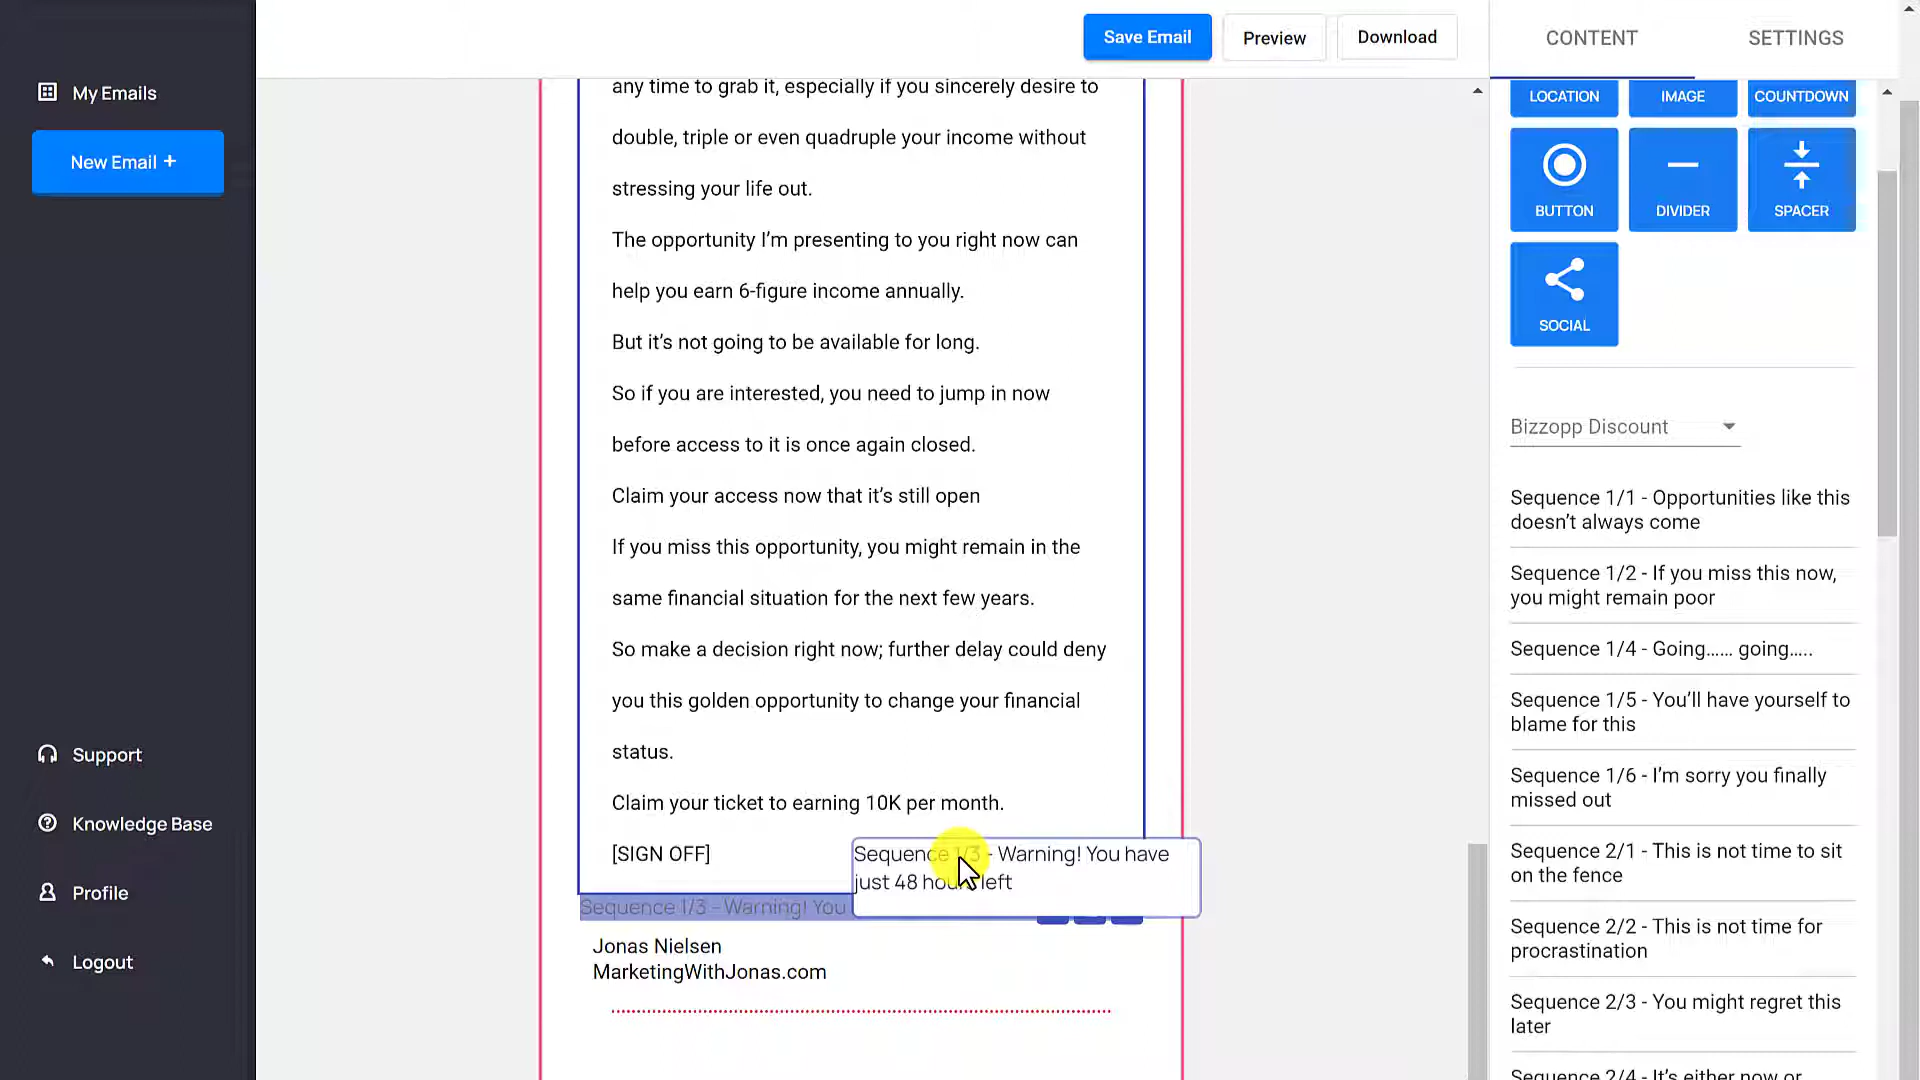 Save Email
Preview
Download
CONTENT
SETTINGS
My Emails
New Email +
Support
Knowledge Base
Profile
Logout
any time to grab it, especially if you sincerely desire to
double, triple or even quadruple your income without
stressing your life out.
The opportunity I’m presenting to you right now can
help you earn 6-figure income annually.
But it’s not going to be available for long.
So if you are interested, you need to jump in now
before access to it is once again closed.
Claim your access now that it’s still open
If you miss this opportunity, you might remain in the
same financial situation for the next few years.
So make a decision right now; further delay could deny
you this golden opportunity to change your financial
status.
Claim your ticket to earning 10K per month.
[SIGN OFF]
Sequence 1/3 - Warning! You have
just 48 hours left
Sequence 1/3 - Warning! You
Jonas Nielsen
MarketingWithJonas.com
LOCATION
IMAGE
COUNTDOWN
BUTTON
DIVIDER
SPACER
SOCIAL
Bizzopp Discount
Sequence 1/1 - Opportunities like this
doesn’t always come
Sequence 1/2 - If you miss this now,
you might remain poor
Sequence 1/4 - Going…… going…..
Sequence 1/5 - You’ll have yourself to
blame for this
Sequence 1/6 - I’m sorry you finally
missed out
Sequence 2/1 - This is not time to sit
on the fence
Sequence 2/2 - This is not time for
procrastination
Sequence 2/3 - You might regret this
later
Sequence 2/4 - It’s either now or